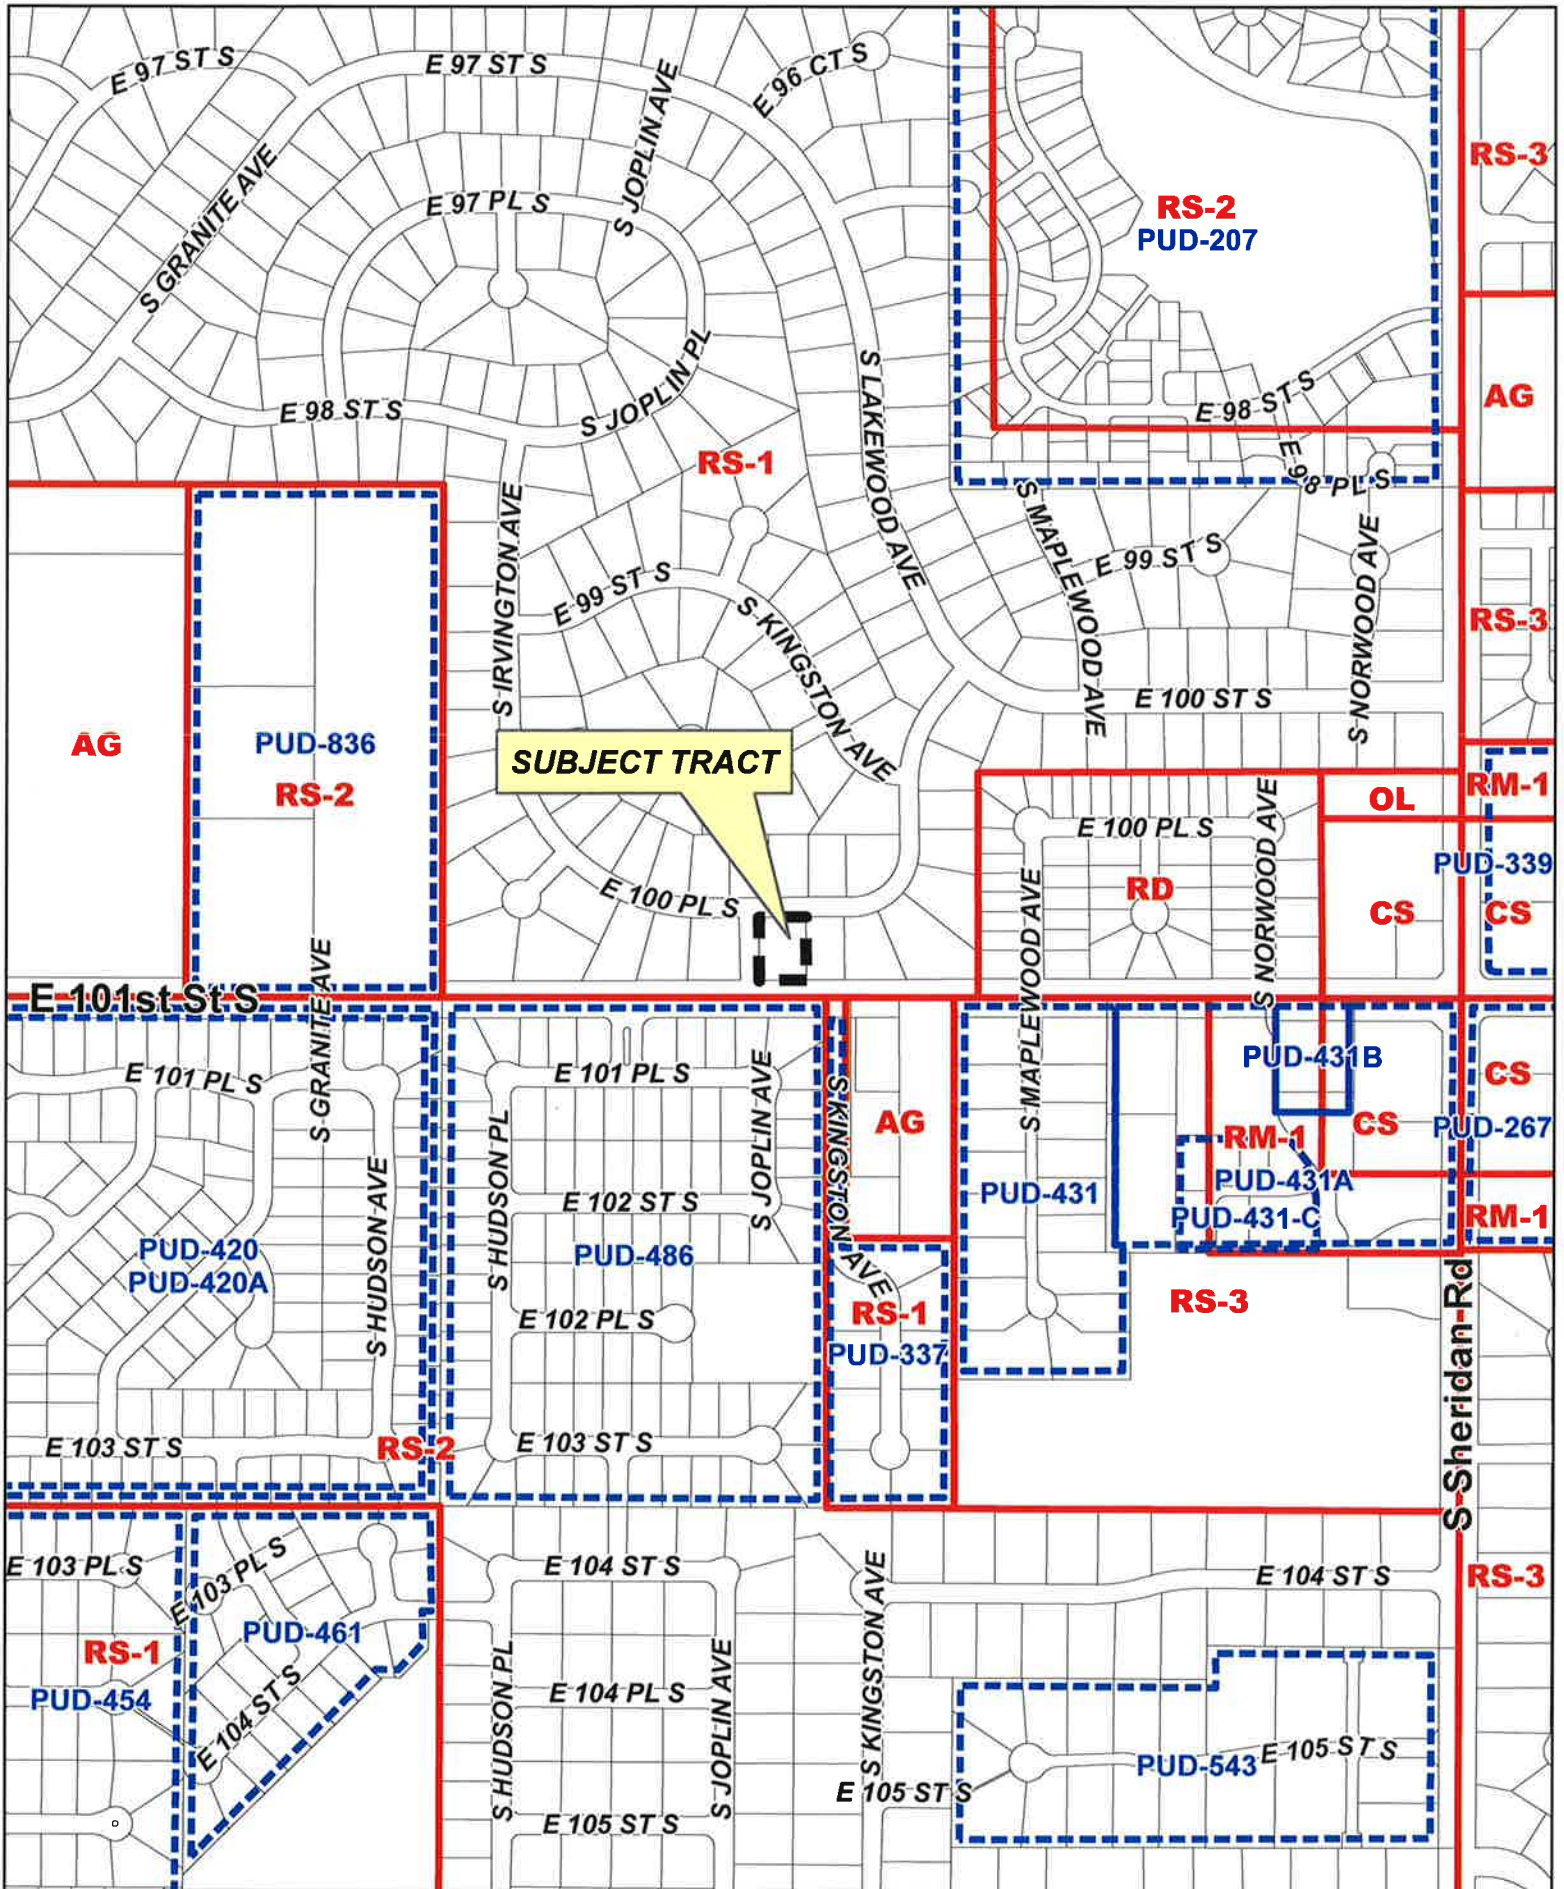 E 97 ST S
E 97 ST S
E 96 CT S
S JOPLIN AVE
S GRANITE AVE
E 97 PL S
RS-3
RS-2
PUD-207
S JOPLIN PL
E 98 ST S
S LAKEWOOD AVE
E 98 ST S
AG
RS-1
E 98 PL S
S IRVINGTON AVE
S MAPLEWOOD AVE
E 99 ST S
S NORWOOD AVE
E 99 ST S
S KINGSTON AVE
RS-3
E 100 ST S
AG
PUD-836
RS-2
SUBJECT TRACT
RM-1
OL
E 100 PL S
S NORWOOD AVE
PUD-339
RD
CS
CS
E 100 PL S
S MAPLEWOOD AVE
S GRANITE AVE
E 101st St S
E 101 PL S
E 101 PL S
S JOPLIN AVE
S KINGSTON AVE
AG
PUD-431B
CS
CS
PUD-267
RM-1
PUD-431A
PUD-431
PUD-431-C
RM-1
S HUDSON AVE
S HUDSON PL
E 102 ST S
PUD-420
PUD-420A
PUD-486
E 102 PL S
RS-1
PUD-337
RS-3
S Sheridan Rd
E 103 ST S
RS-2
E 103 ST S
E 103 PL S
E 103 PL S
E 104 ST S
S KINGSTON AVE
E 104 ST S
RS-3
PUD-461
RS-1
PUD-454
E 104 ST S
S HUDSON PL
E 104 PL S
S JOPLIN AVE
PUD-543
E 105 ST S
E 105 ST S
E 105 ST S